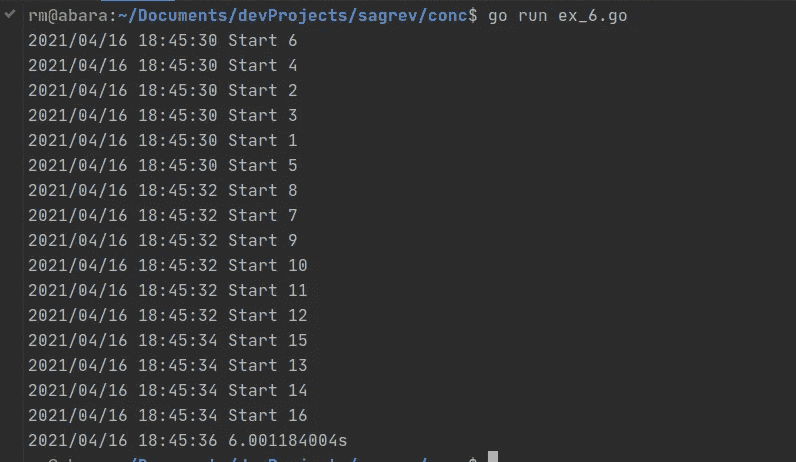 rm@abara:~/Documents/devProjects/sagrev/conc$ go run ex_6.go
2021/04/16 18:45:30 Start 6
2021/04/16 18:45:30 Start 4
2021/04/16 18:45:30 Start 2
2021/04/16 18:45:30 Start 3
2021/04/16 18:45:30 Start 1
2021/04/16 18:45:30 Start 5
2021/04/16 18:45:32 Start 8
2021/04/16 18:45:32 Start 7
2021/04/16 18:45:32 Start 9
2021/04/16 18:45:32 Start 10
2021/04/16 18:45:32 Start 11
2021/04/16 18:45:32 Start 12
2021/04/16 18:45:34 Start 15
2021/04/16 18:45:34 Start 13
2021/04/16 18:45:34 Start 14
2021/04/16 18:45:34 Start 16
2021/04/16 18:45:36 6.001184004s